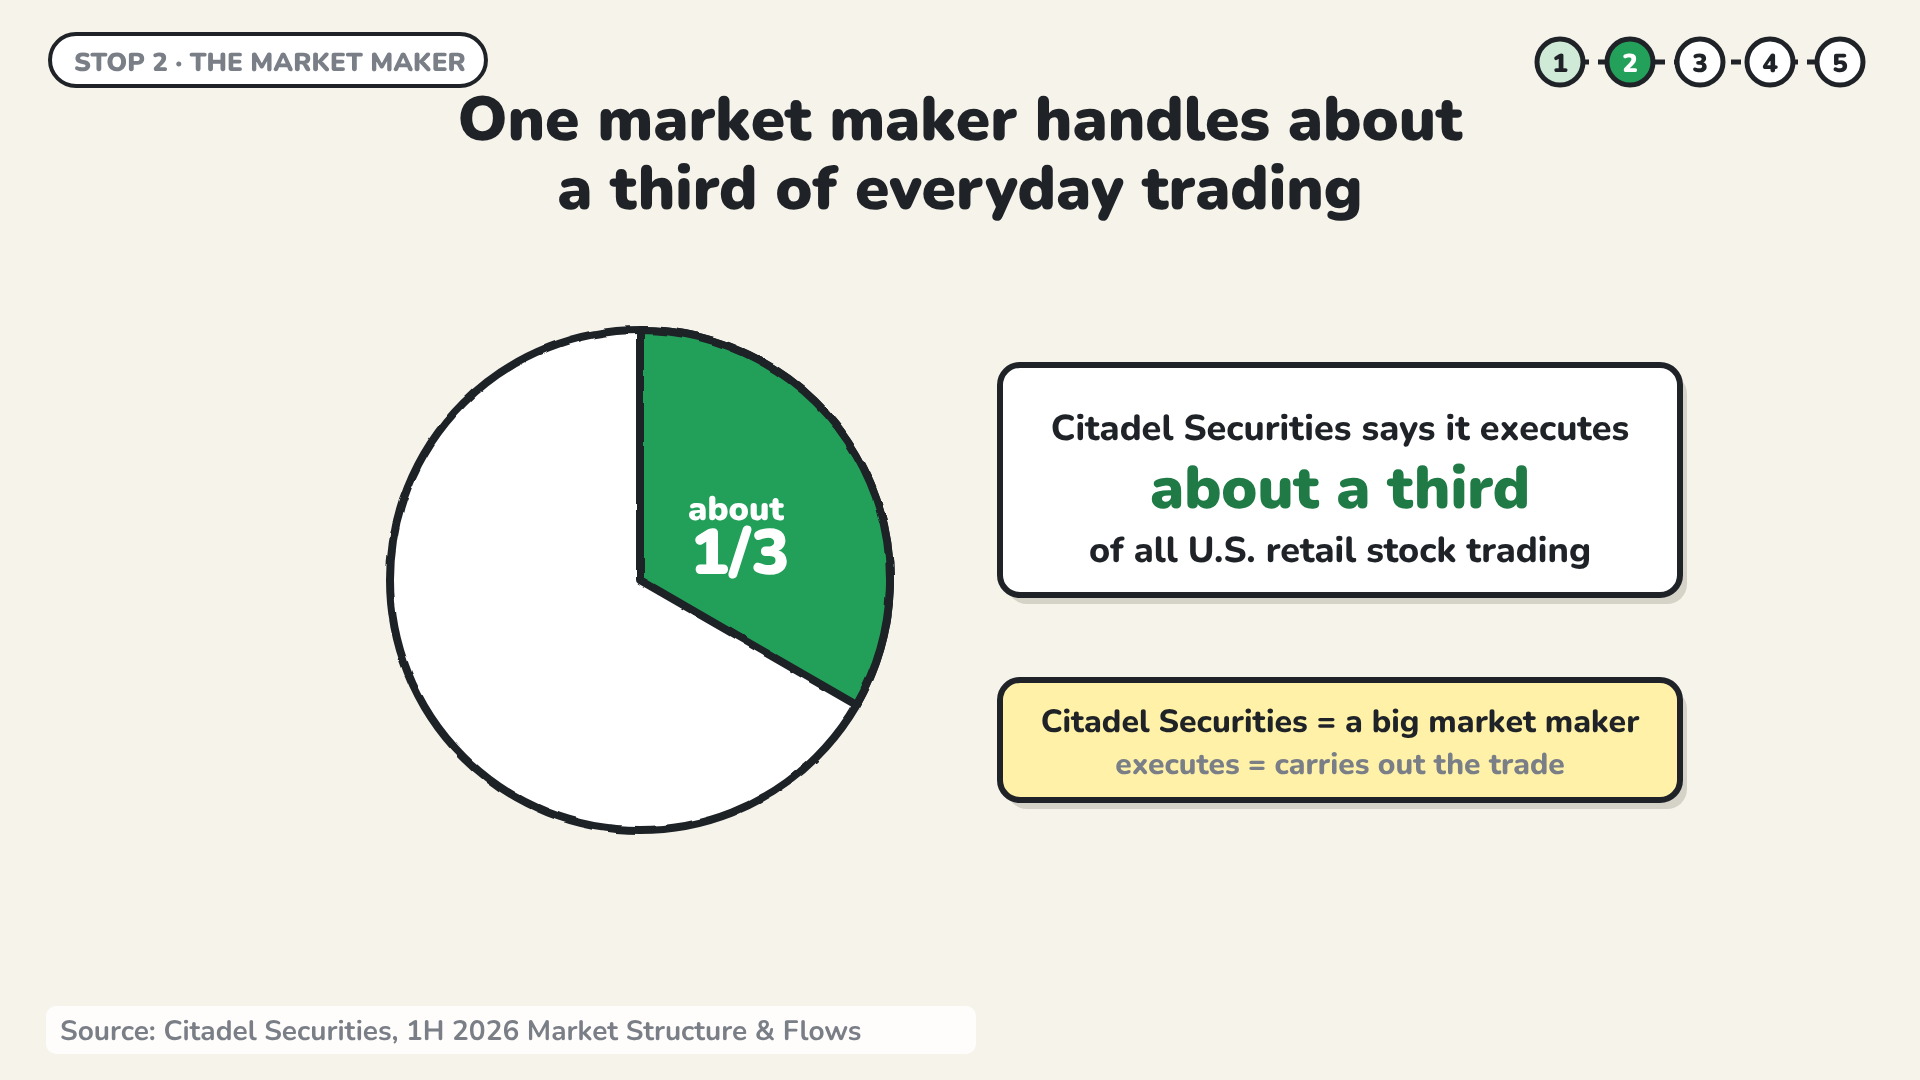 STOP 2 · THE MARKET MAKER
1 2 3 4 5
One market maker handles about
a third of everyday trading
about
1/3
Citadel Securities says it executes
about a third
of all U.S. retail stock trading
Citadel Securities = a big market maker
executes = carries out the trade
Source: Citadel Securities, 1H 2026 Market Structure & Flows